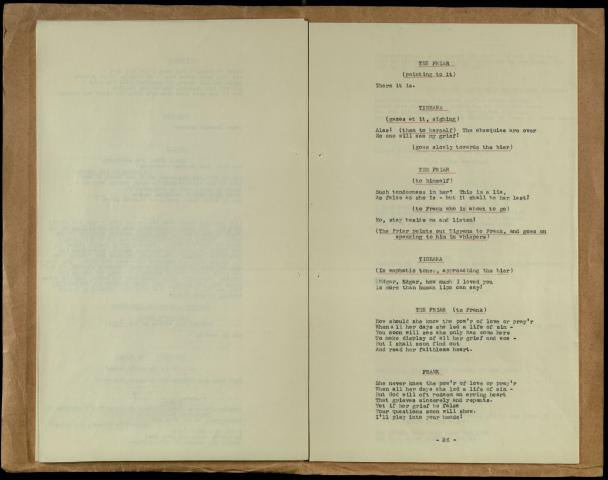 THE FRIAR
(pointing to it)
There it is.
TIGRANA
(gazes at it, sighing)
Alas! (then to herself) The obsequies are over
No one will see my grief!
(goes slowly towards the bier)
THE FRIAR
(to himself)
Such tenderness in her? This is a lie,
As false as she is - but it shall be her last!
(to Frank who is about to go)
No, stay beside me and listen!
(The Friar points out Tigrana to Frank, and goes on
speaking to him in whispers)
TIGRANA
(In emphatic tones, approaching the bier)
Edgar, Edgar, how much I loved you
Is more than human lips can say!
THE FRIAR (to Frank)
How should she know the pow'r of love or pray'r
When all her days she led a life of sin -
You soon will see she only has come here
To make display of all her grief and woe -
But I shall soon find out
And read her faithless heart.
FRANK
She never knew the pow'r of love or pray'r
When all her days she led a life of sin -
But God will oft redeem an erring heart
That grieves sincerely and repents.
Yet if her grief be false
Your questions soon will show.
I'll play into your hands!
- 26 -